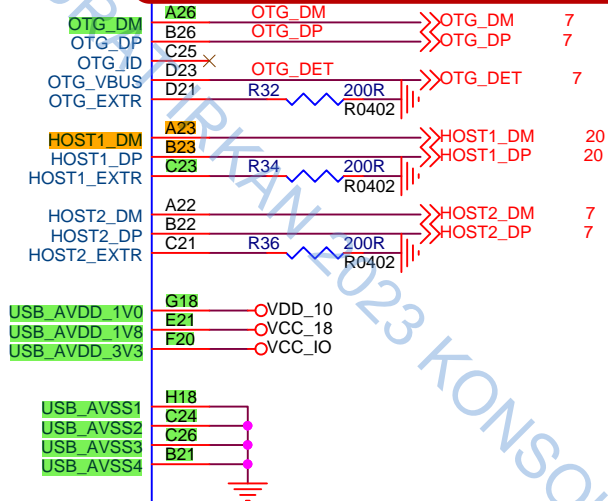 OTG_DM A26 OTG_DM OTG_DM 7
OTG_DP B26 OTG_DP OTG_DP 7
OTG_ID C25
OTG_VBUS D23 OTG_DET OTG_DET 7
OTG_EXTR D21 R32 200R
R0402
HOST1_DM A23 HOST1_DM 20
HOST1_DP B23 HOST1_DP 20
HOST1_EXTR C23 R34 200R
R0402
HOST2_DM A22 HOST2_DM 7
HOST2_DP B22 HOST2_DP 7
HOST2_EXTR C21 R36 200R
R0402
USB_AVDD_1V0 G18 VDD_10
USB_AVDD_1V8 E21 VCC_18
USB_AVDD_3V3 F20 VCC_IO
USB_AVSS1 H18
USB_AVSS2 C24
USB_AVSS3 C26
USB_AVSS4 B21
IRKAN 2023